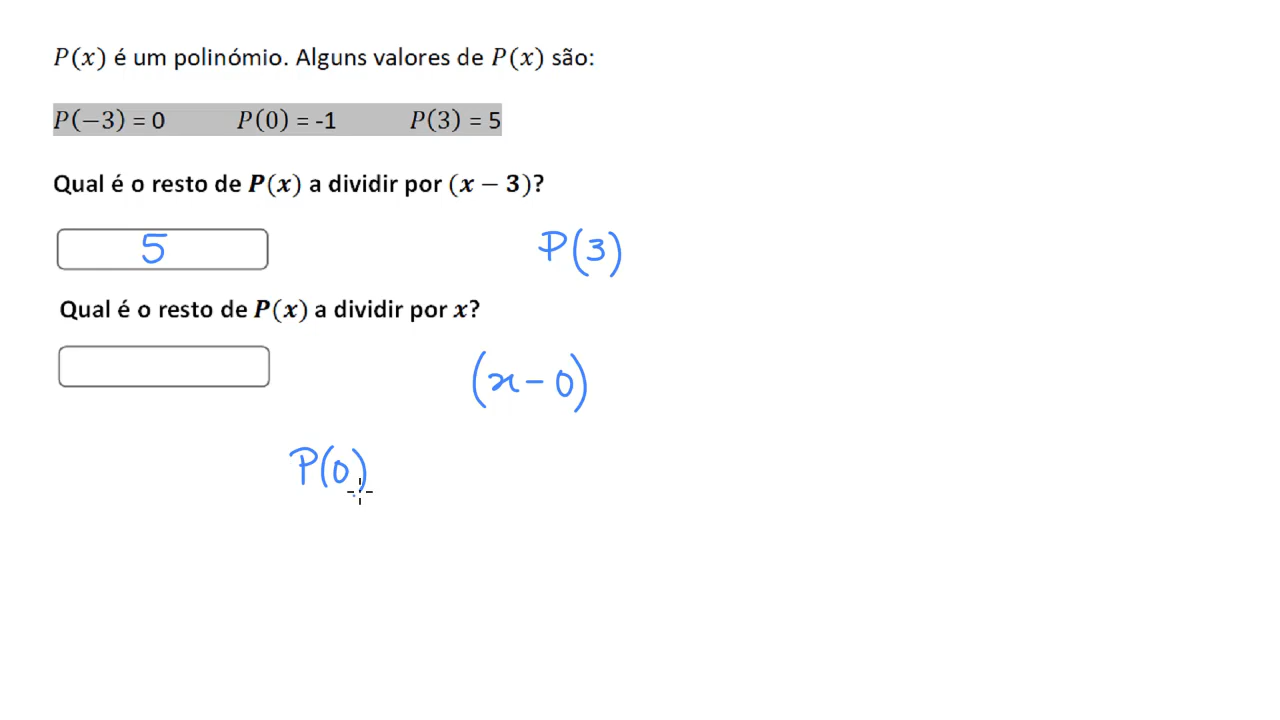 P(x) é um polinómio. Alguns valores de P(x) são:
P(−3) = 0 P(0) = -1 P(3) = 5
Qual é o resto de P(x) a dividir por (x − 3)?
5 P(3)
Qual é o resto de P(x) a dividir por x?
(x - 0)
P(0)